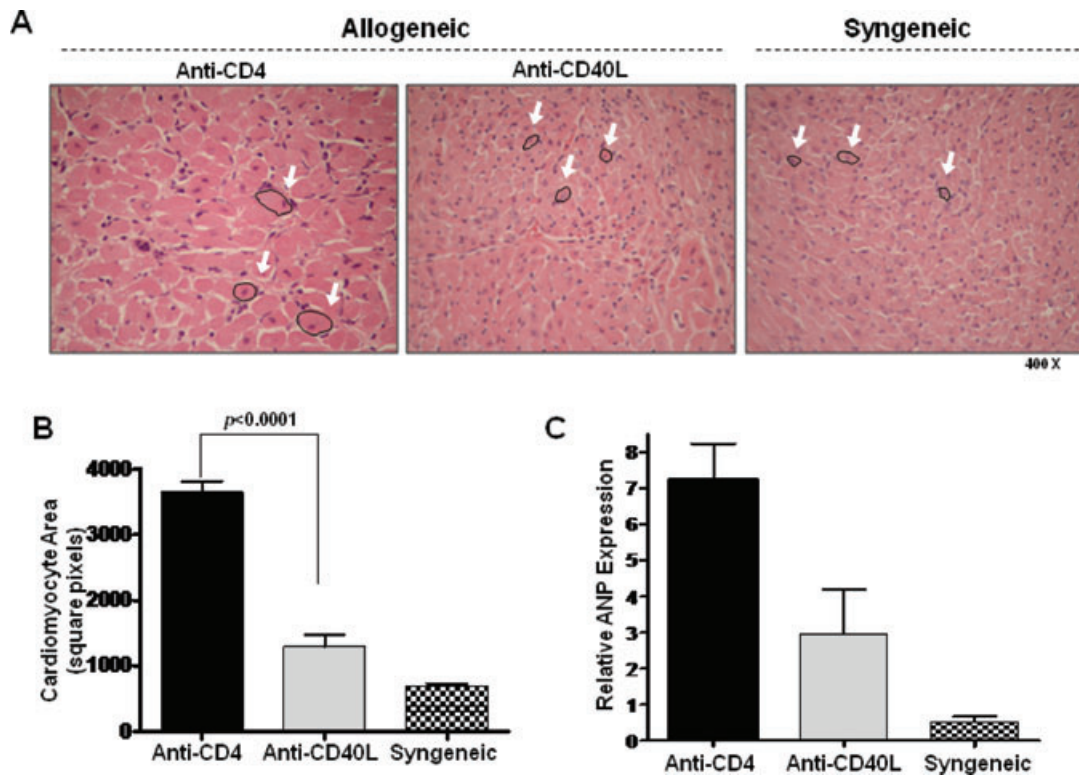 A
Allogeneic
Syngeneic
Anti-CD4
Anti-CD40L
400 X
B
p<0.0001
Cardiomyocyte Area
(square pixels)
4000
3000
2000
1000
0
Anti-CD4
Anti-CD40L
Syngeneic
C
Relative ANP Expression
8
7
6
5
4
3
2
1
0
Anti-CD4
Anti-CD40L
Syngeneic